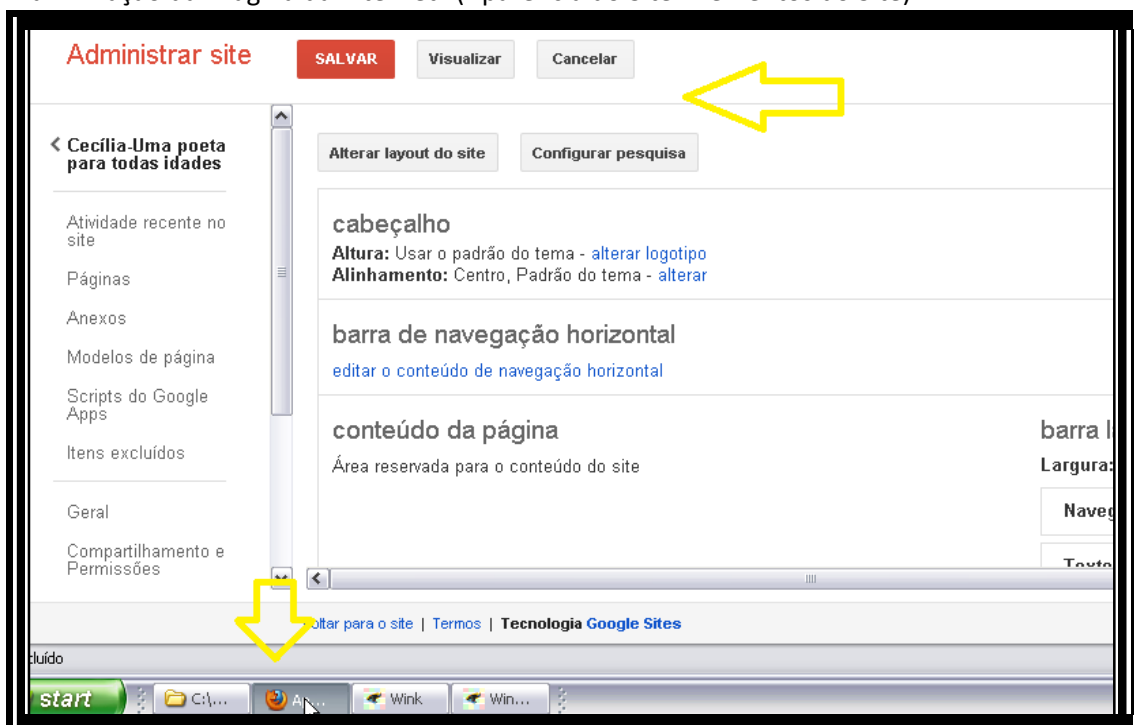 Administrar site
SALVAR Visualizar Cancelar
Cecília-Uma poeta
para todas idades
Atividade recente no
site
Páginas
Anexos
Modelos de página
Scripts do Google
Apps
Itens excluídos
Geral
Compartilhamento e
Permissões
Alterar layout do site Configurar pesquisa
cabeçalho
Altura: Usar o padrão do tema - alterar logotipo
Alinhamento: Centro, Padrão do tema - alterar
barra de navegação horizontal
editar o conteúdo de navegação horizontal
conteúdo da página
Área reservada para o conteúdo do site
barra
Largura:
para o site | Termos | Tecnologia Google Sites
start C:\... Wink Win...